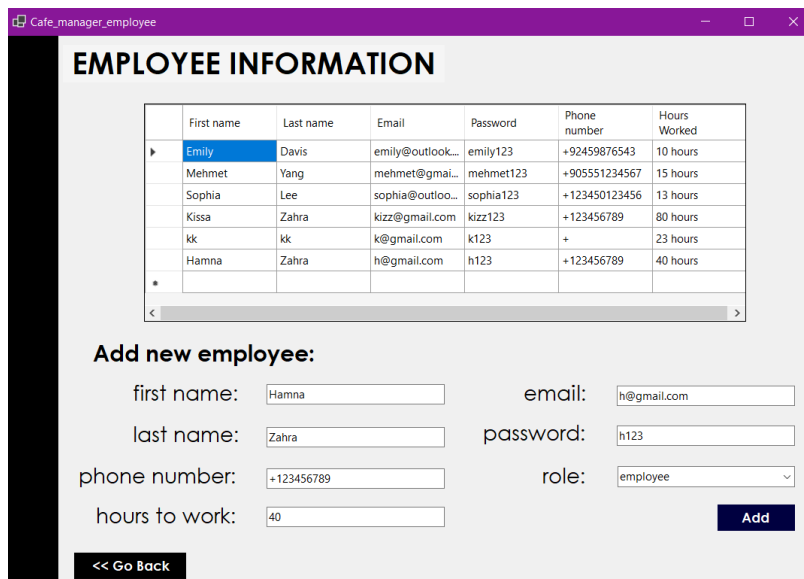 Cafe_manager_employee
EMPLOYEE INFORMATION
First name Last name Email Password Phone number Hours Worked
Emily Davis emily@outlook.... emily123 +92459876543 10 hours
Mehmet Yang mehmet@gmai... mehmet123 +905551234567 15 hours
Sophia Lee sophia@outloo... sophia123 +123450123456 13 hours
Kissa Zahra kizz@gmail.com kizz123 +123456789 80 hours
kk kk k@gmail.com k123 + 23 hours
Hamna Zahra h@gmail.com h123 +123456789 40 hours
Add new employee:
first name: Hamna email: h@gmail.com
last name: Zahra password: h123
phone number: +123456789 role: employee
hours to work: 40
Add
<< Go Back